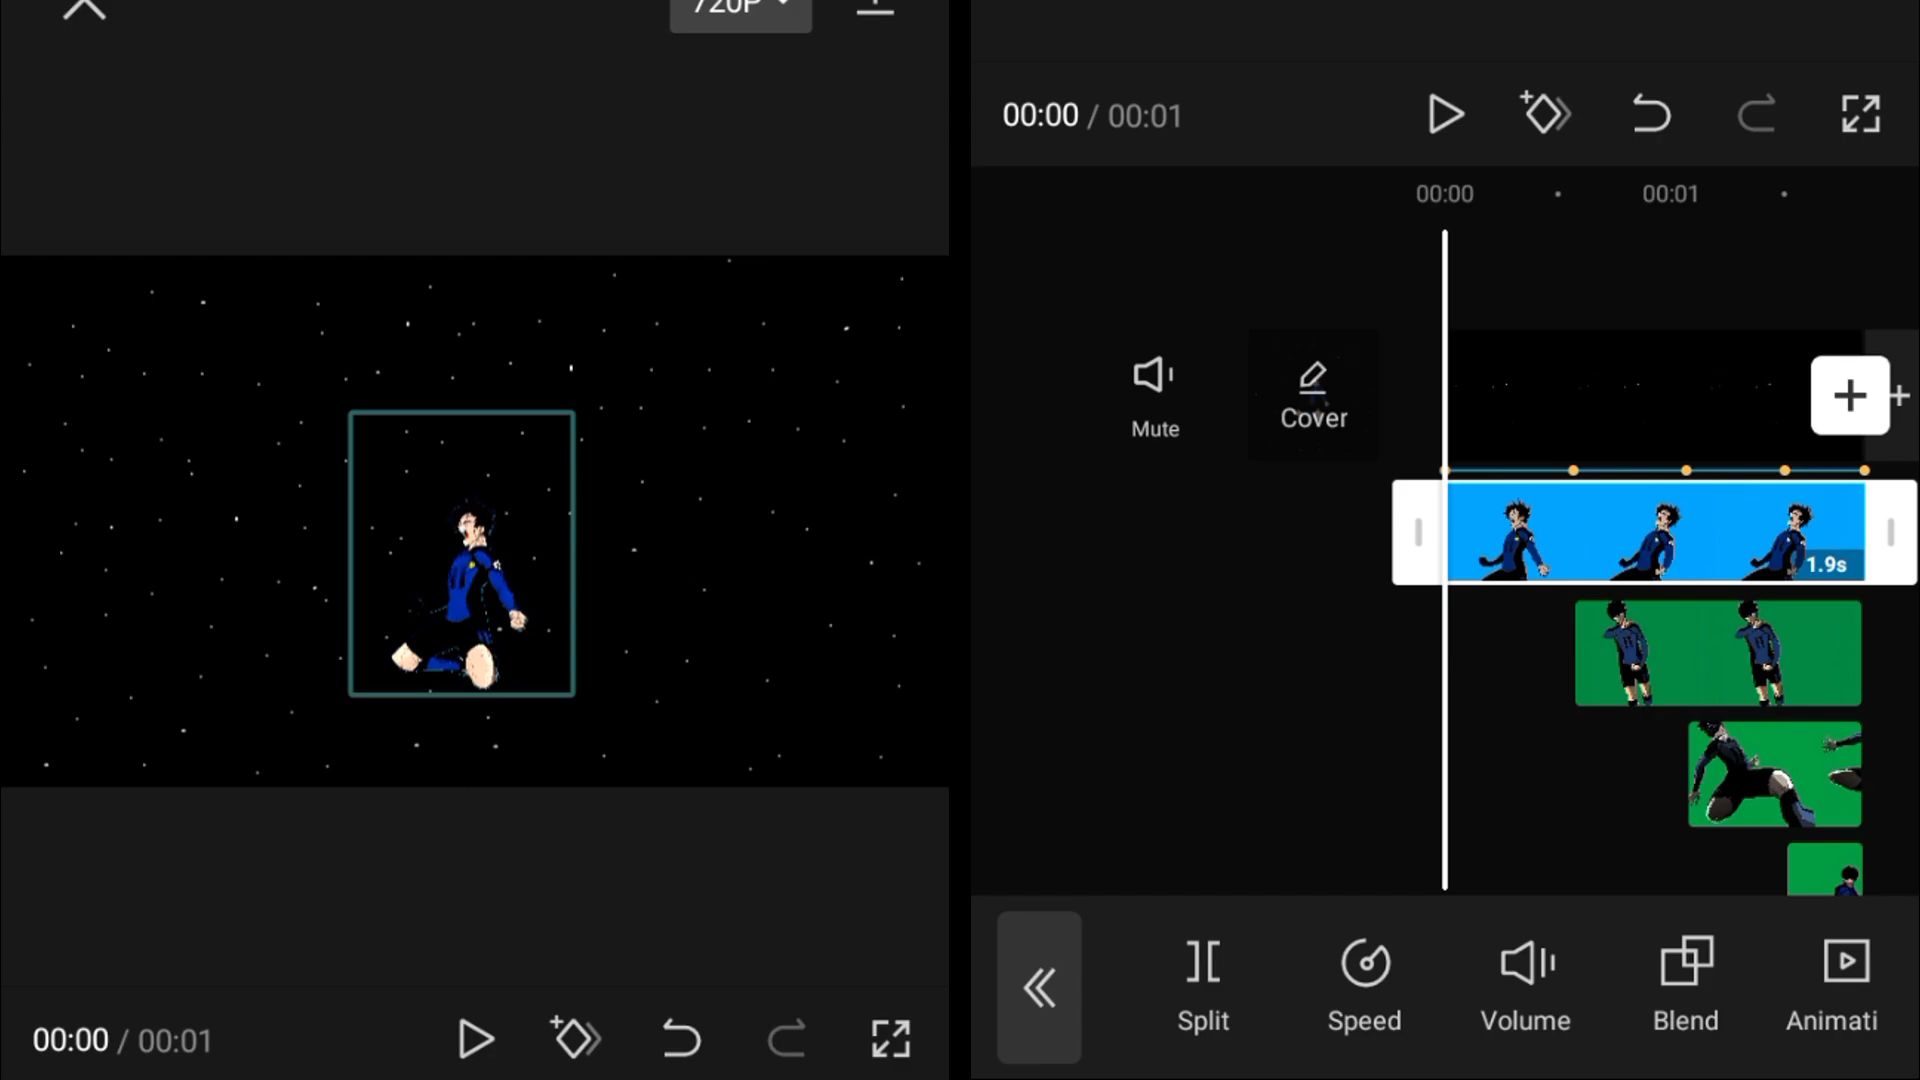 720P
00:00 / 00:01
00:00 / 00:01
00:00
00:01
Mute
Cover
1.9s
Split
Speed
Volume
Blend
Animati